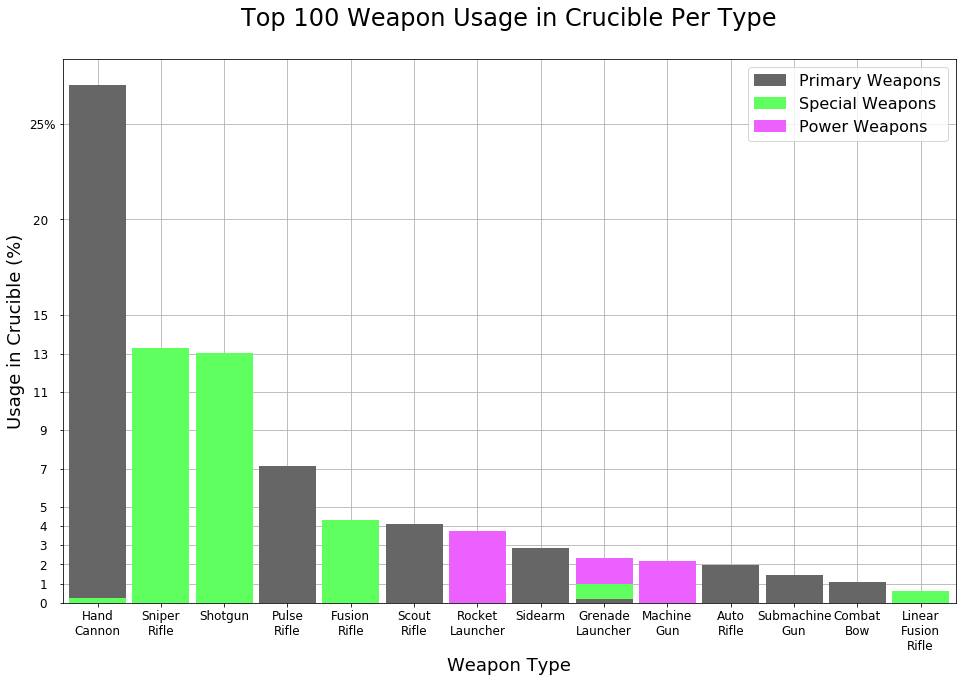 Top 100 Weapon Usage in Crucible Per Type
Primary Weapons
Special Weapons
Power Weapons
Usage in Crucible (%)
25%
20
15
13
11
9
7
5
4
3
2
1
0
Hand
Cannon
Sniper
Rifle
Shotgun
Pulse
Rifle
Fusion
Rifle
Scout
Rifle
Rocket
Launcher
Sidearm
Grenade
Launcher
Machine
Gun
Auto
Rifle
Submachine
Gun
Combat
Bow
Linear
Fusion
Rifle
Weapon Type